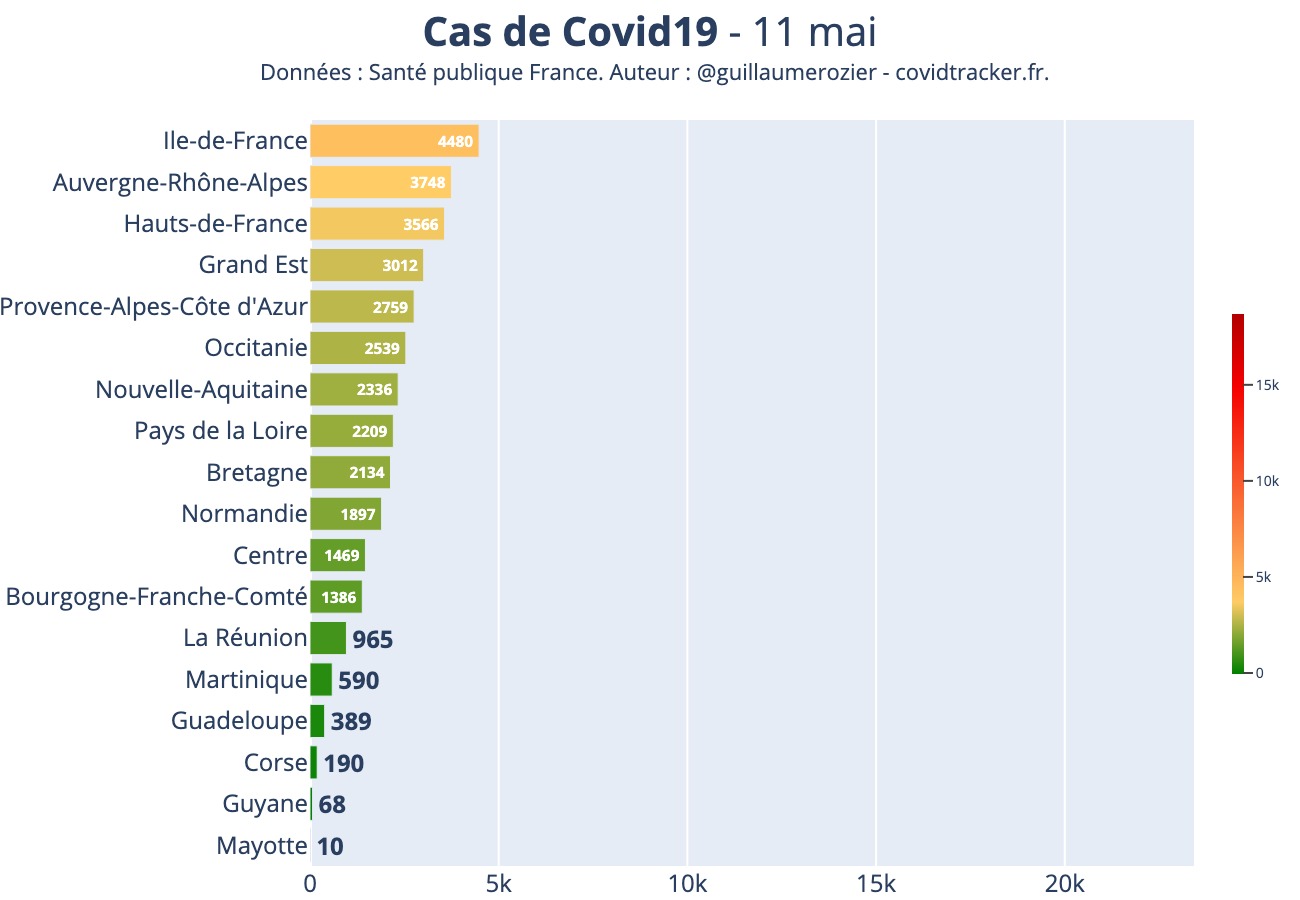 Cas de Covid19 - 11 mai
Données : Santé publique France. Auteur : @guillaumerozier - covidtracker.fr.
Ile-de-France 4480
Auvergne-Rhône-Alpes 3748
Hauts-de-France 3566
Grand Est 3012
Provence-Alpes-Côte d'Azur 2759
Occitanie 2539
Nouvelle-Aquitaine 2336
Pays de la Loire 2209
Bretagne 2134
Normandie 1897
Centre 1469
Bourgogne-Franche-Comté 1386
La Réunion 965
Martinique 590
Guadeloupe 389
Corse 190
Guyane 68
Mayotte 10
0 5k 10k 15k 20k
15k
10k
5k
0